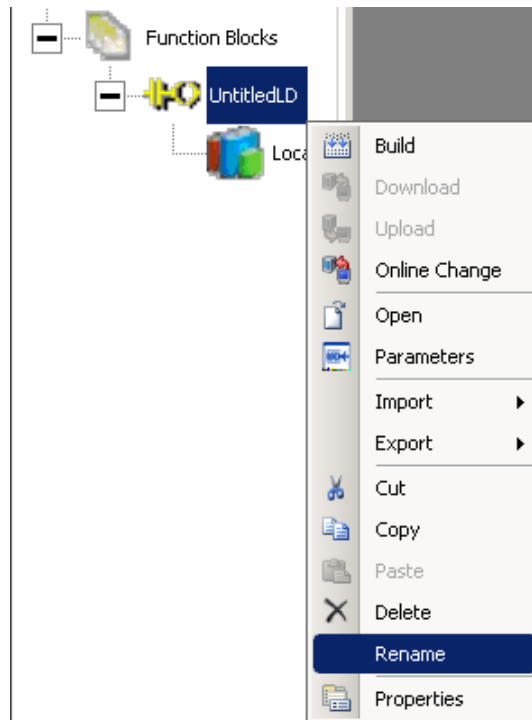 Function Blocks
UntitledLD
Loca
Build
Download
Upload
Online Change
Open
Parameters
Import
Export
Cut
Copy
Paste
Delete
Rename
Properties